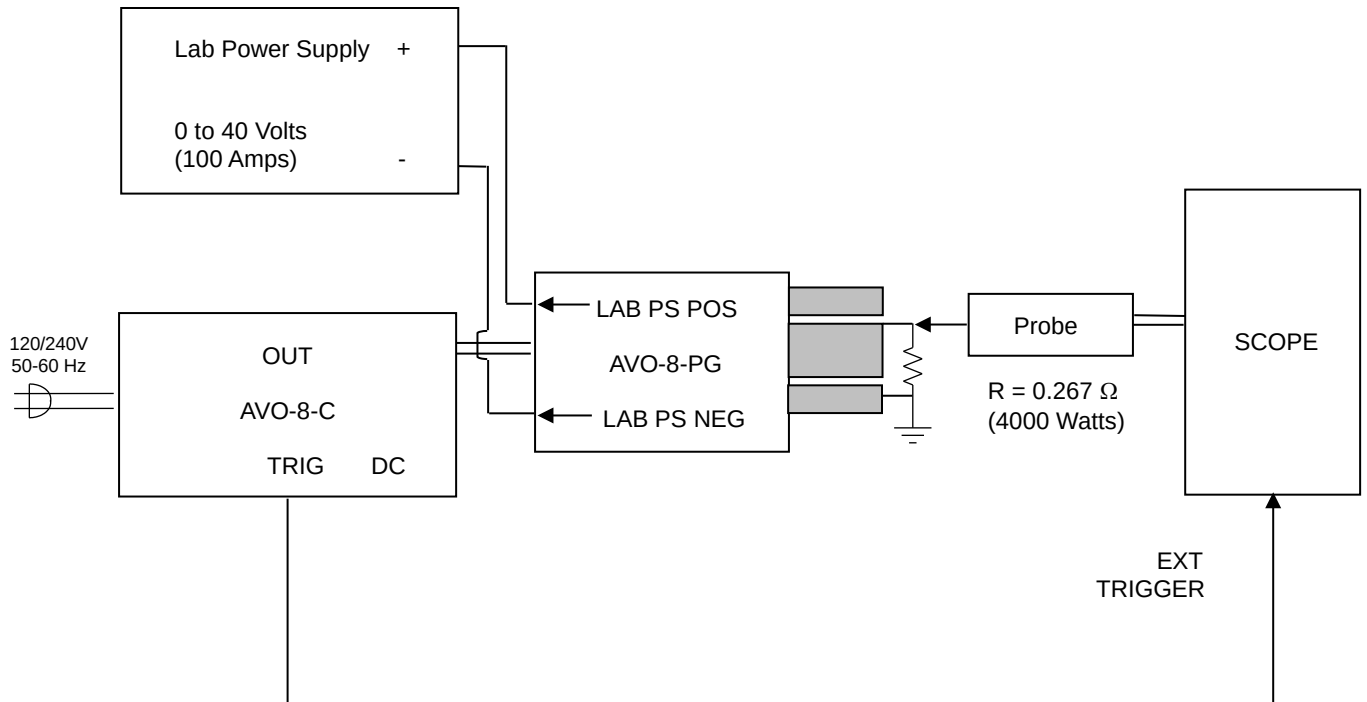 Lab Power Supply +
0 to 40 Volts
(100 Amps) -
120/240V
50-60 Hz
OUT
AVO-8-C
TRIG DC
LAB PS POS
AVO-8-PG
LAB PS NEG
Probe
R = 0.267 Ω
(4000 Watts)
SCOPE
EXT
TRIGGER